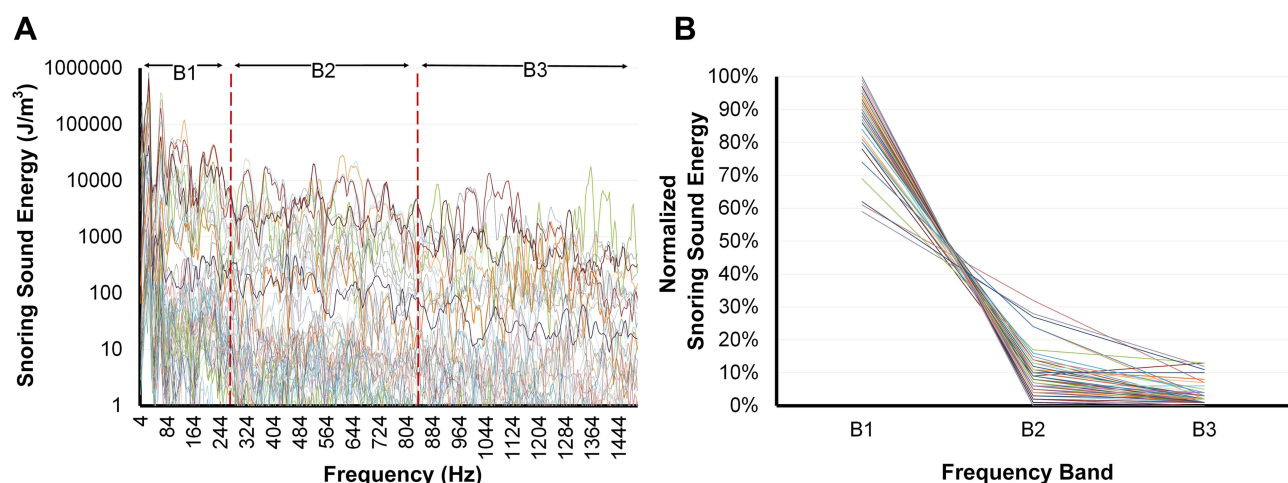 A
Snoring Sound Energy (J/m³)
1000000
100000
10000
1000
100
10
1
B1
B2
B3
4
84
164
244
324
404
484
564
644
724
804
884
964
1044
1124
1204
1284
1364
1444
Frequency (Hz)
B
Normalized
Snoring Sound Energy
100%
90%
80%
70%
60%
50%
40%
30%
20%
10%
0%
B1
B2
B3
Frequency Band